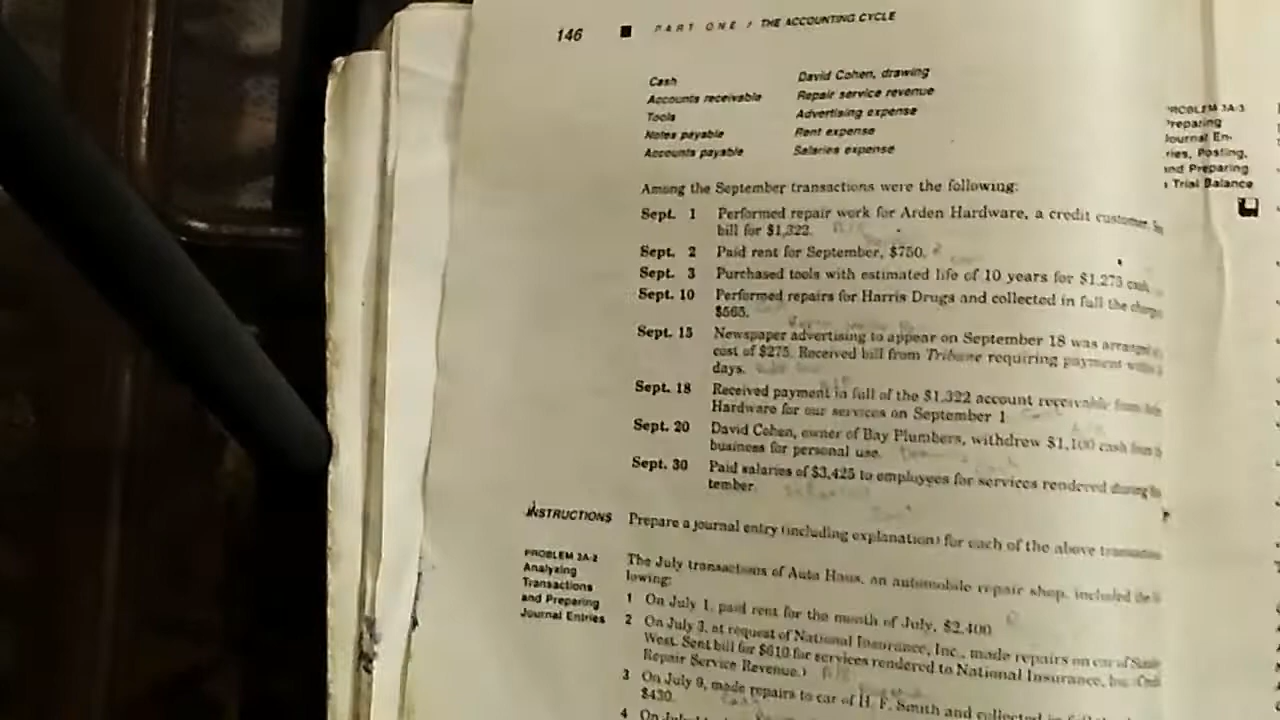 146 ■ PART ONE / THE ACCOUNTING CYCLE
Cash David Cohen, drawing
Accounts receivable Repair service revenue
Tools Advertising expense
Notes payable Rent expense
Accounts payable Salaries expense
Among the September transactions were the following:
Sept. 1 Performed repair work for Arden Hardware, a credit customer.
bill for $1,322.
Sept. 2 Paid rent for September, $750.
Sept. 3 Purchased tools with estimated life of 10 years for $1,275 cash
Sept. 10 Performed repairs for Harris Drugs and collected in full the
$565.
Sept. 15 Newspaper advertising to appear on September 18 was
cost of $275. Received bill from Tribune requiring payment
days.
Sept. 18 Received payment in full of the $1,322 account receivable from
Hardware for our services on September 1
Sept. 20 David Cohen, owner of Bay Plumbers, withdrew $1,100 cash from
business for personal use.
Sept. 30 Paid salaries of $3,425 to employees for services rendered during
tember.
INSTRUCTIONS Prepare a journal entry (including explanation) for each of the above
PROBLEM 3A-2
Analyzing
Transactions
and Preparing
Journal Entries
The July transactions of Auto Haus, an automobile repair shop, included the
lowing:
1 On July 1, paid rent for the month of July, $2,400
2 On July 3, at request of National Insurance, Inc., made repairs on car of
West. Sent bill for $610 for services rendered to National Insurance, Inc.
Repair Service Revenue.)
3 On July 9, made repairs to car of H. F. Smith and collected in
$430.
4 On
PROBLEM 3A-3
Preparing
Journal En-
ries, Posting,
and Preparing
Trial Balance